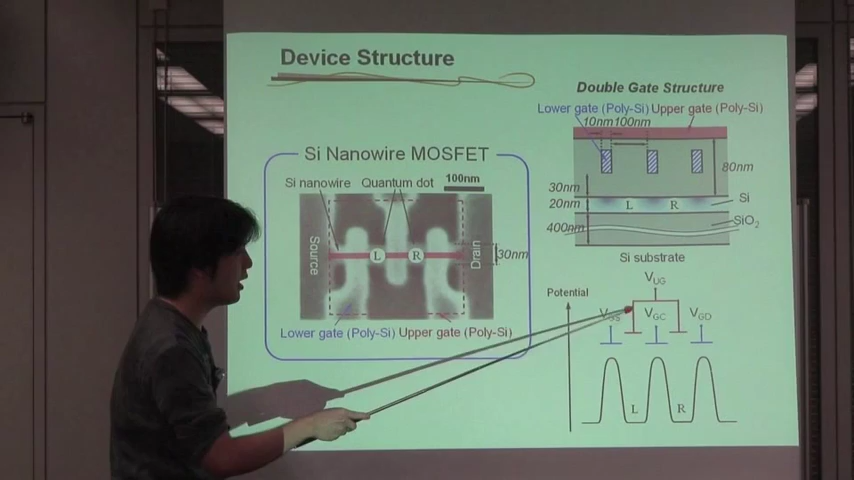 Device Structure
Si Nanowire MOSFET
Si nanowire Quantum dot 100nm
Source
L R
Drain
30nm
Lower gate (Poly-Si) Upper gate (Poly-Si)
Double Gate Structure
Lower gate (Poly-Si) Upper gate (Poly-Si)
10nm 100nm
80nm
30nm
20nm
L R
Si
400nm
SiO2
Si substrate
VUG
Potential
VGS VGC VGD
L R